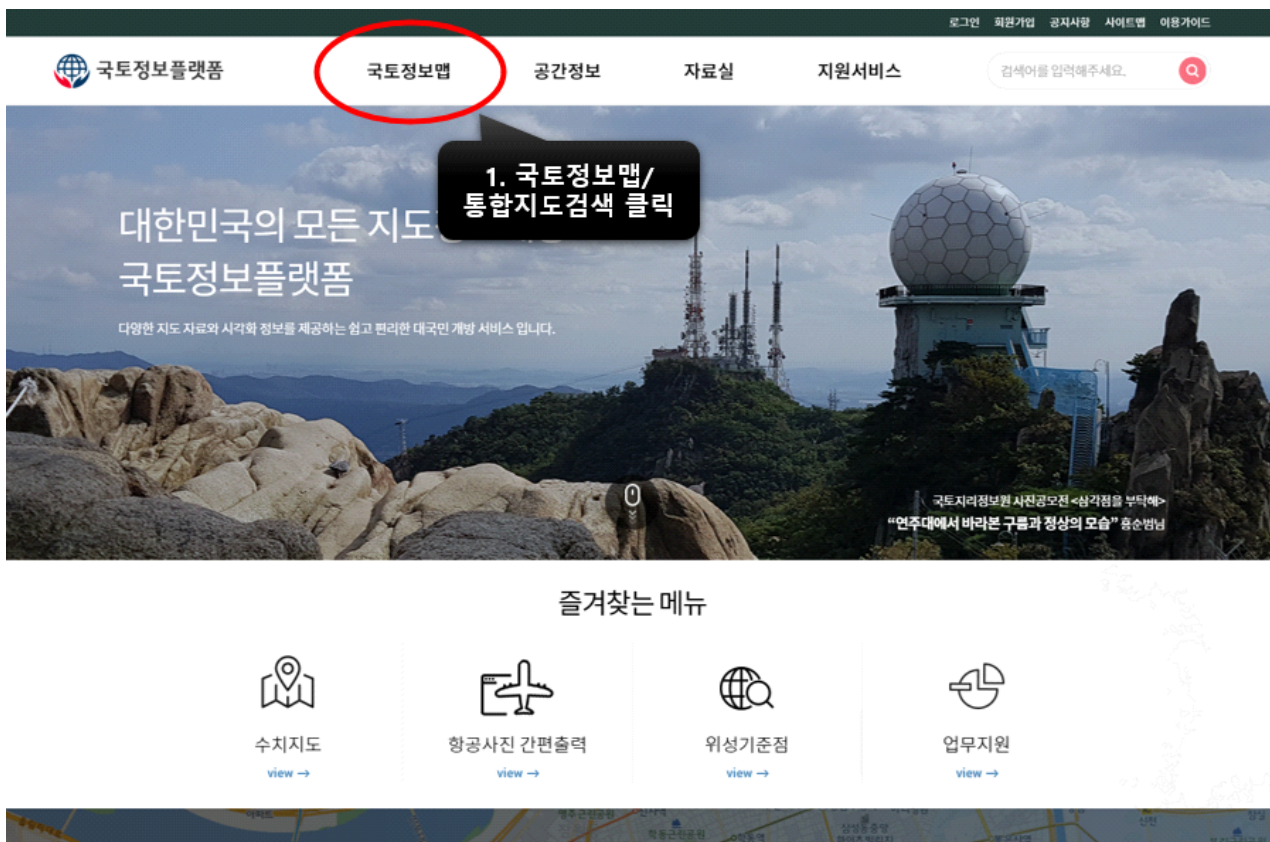 로그인 회원가입 공지사항 사이트맵 이용가이드
국토정보플랫폼 국토정보맵 공간정보 자료실 지원서비스 검색어를 입력해주세요.
1. 국토정보맵/
통합지도검색 클릭
대한민국의 모든 지도
국토정보플랫폼
다양한 지도 자료와 시각화 정보를 제공하는 쉽고 편리한 대국민 개방 서비스 입니다.
국토지리정보원 사진공모전 <삼각점을 부탁해>
“연주대에서 바라본 구름과 정상의 모습” 홍순범님
즐겨찾는 메뉴
수치지도 항공사진 간편출력 위성기준점 업무지원
view → view → view → view →